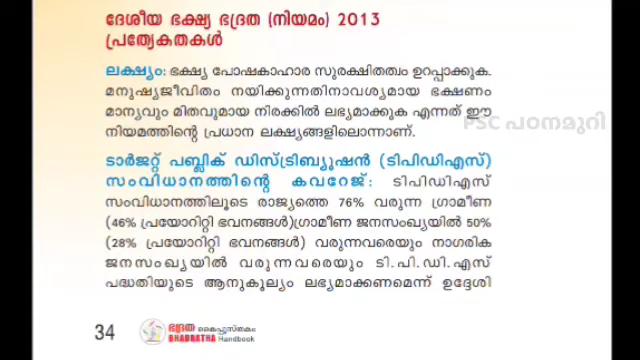 ദേശീയ ഭക്ഷ്യ ഭദ്രത (നിയമം) 2013
പ്രത്യേകതകൾ
ലക്ഷ്യം: ഭക്ഷ്യ പോഷകാഹാര സുരക്ഷിതത്വം ഉറപ്പാക്കുക.
മനുഷ്യജീവിതം നയിക്കുന്നതിനാവശ്യമായ ഭക്ഷണം
മാന്യവും മിതവുമായ നിരക്കിൽ ലഭ്യമാക്കുക എന്നത് ഈ
PSC പഠനമുറി
നിയമത്തിന്റെ പ്രധാന ലക്ഷ്യങ്ങളിലൊന്നാണ്.
ടാർജറ്റ് പബ്ലിക് ഡിസ്ട്രിബ്യൂഷൻ (ടിപിഡിഎസ്)
സംവിധാനത്തിന്റെ കവറേജ്: ടിപിഡിഎസ്
സംവിധാനത്തിലൂടെ രാജ്യത്തെ 76% വരുന്ന ഗ്രാമീണ
(46% പ്രയോറിറ്റി ഭവനങ്ങൾ)ഗ്രാമീണ ജനസംഖ്യയിൽ 50%
(28% പ്രയോറിറ്റി ഭവനങ്ങൾ) വരുന്നവരെയും നാഗരിക
ജനസംഖ്യയിൽ വരുന്നവരെയും ടി.പി.ഡി.എസ്
പദ്ധതിയുടെ ആനുകൂല്യം ലഭ്യമാക്കണമെന്ന് ഉദ്ദേശി
34 ഭദ്രത കൈപ്പുസ്തകം
BHADRATHA Handbook